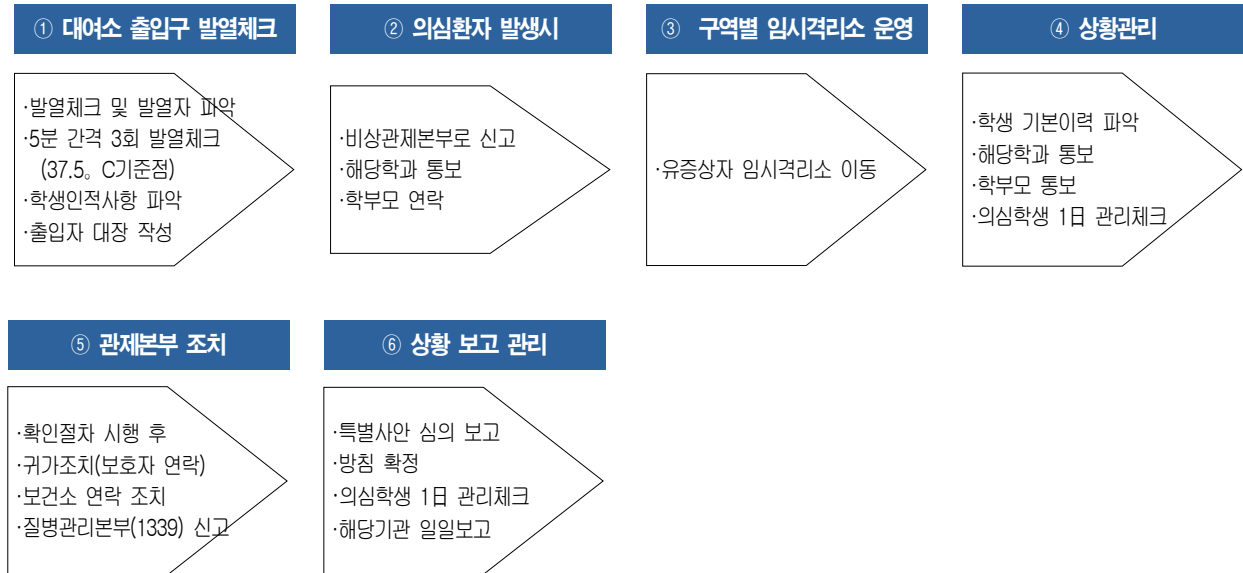 ① 대여소 출입구 발열체크
·발열체크 및 발열자 파악
·5분 간격 3회 발열체크
(37.5。C기준점)
·학생인적사항 파악
·출입자 대장 작성
② 의심환자 발생시
·비상관제본부로 신고
·해당학과 통보
·학부모 연락
③ 구역별 임시격리소 운영
·유증상자 임시격리소 이동
④ 상황관리
·학생 기본이력 파악
·해당학과 통보
·학부모 통보
·의심학생 1日 관리체크
⑤ 관제본부 조치
·확인절차 시행 후
·귀가조치(보호자 연락)
·보건소 연락 조치
·질병관리본부(1339) 신고
⑥ 상황 보고 관리
·특별사안 심의 보고
·방침 확정
·의심학생 1日 관리체크
·해당기관 일일보고